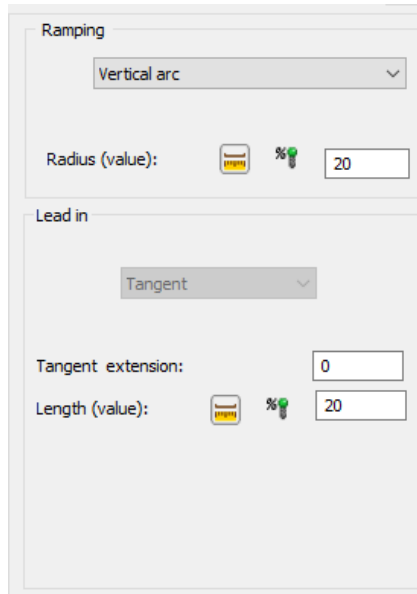 Ramping
Vertical arc
Radius (value): % 20
Lead in
Tangent
Tangent extension: 0
Length (value): % 20